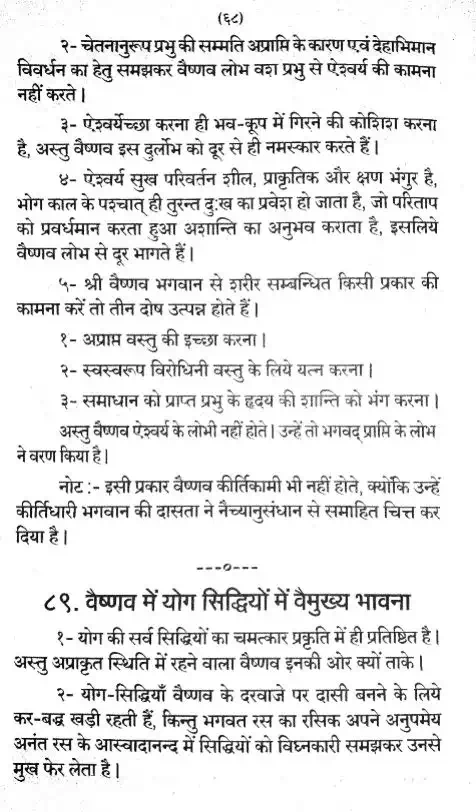 (६८)
२- चेतनानुरूप प्रभु की सम्मति अप्राप्ति के कारण एवं देहाभिमान
विवर्धन का हेतु समझकर वैष्णव लोभ वश प्रभु से ऐश्वर्य की कामना
नहीं करते।
३- ऐश्वर्येच्छा करना ही भव-कूप में गिरने की कोशिश करना
है, अस्तु वैष्णव इस दुर्लोभ को दूर से ही नमस्कार करते हैं।
४- ऐश्वर्य सुख परिवर्तन शील, प्राकृतिक और क्षण भंगुर है,
भोग काल के पश्चात् ही तुरन्त दुःख का प्रवेश हो जाता है, जो परिताप
को प्रवर्धमान करता हुआ अशान्ति का अनुभव कराता है, इसलिये
वैष्णव लोभ से दूर भागते हैं।
५- श्री वैष्णव भगवान से शरीर सम्बन्धित किसी प्रकार की
कामना करें तो तीन दोष उत्पन्न होते हैं।
१- अप्राप्त वस्तु की इच्छा करना।
२- स्वस्वरूप विरोधिनी वस्तु के लिये यत्न करना।
३- समाधान को प्राप्त प्रभु के हृदय की शान्ति को भंग करना।
अस्तु वैष्णव ऐश्वर्य के लोभी नहीं होते। उन्हें तो भगवद् प्राप्ति के लोभ
ने वरण किया है।
नोट :- इसी प्रकार वैष्णव कीर्तिकामी भी नहीं होते, क्योंकि उन्हें
कीर्तिधारी भगवान की दासता ने नैच्यानुसंधान से समाहित चित्त कर
दिया है।
---०---
८९. वैष्णव में योग सिद्धियों में वैमुख्य भावना
१- योग की सर्व सिद्धियों का चमत्कार प्रकृति में ही प्रतिष्ठित है।
अस्तु अप्राकृत स्थिति में रहने वाला वैष्णव इनकी ओर क्यों ताके।
२- योग-सिद्धियाँ वैष्णव के दरवाजे पर दासी बनने के लिये
कर-बद्ध खड़ी रहती हैं, किन्तु भगवत रस का रसिक अपने अनुपमेय
अनंत रस के आस्वादानन्द में सिद्धियों को विघ्नकारी समझकर उनसे
मुख फेर लेता है।